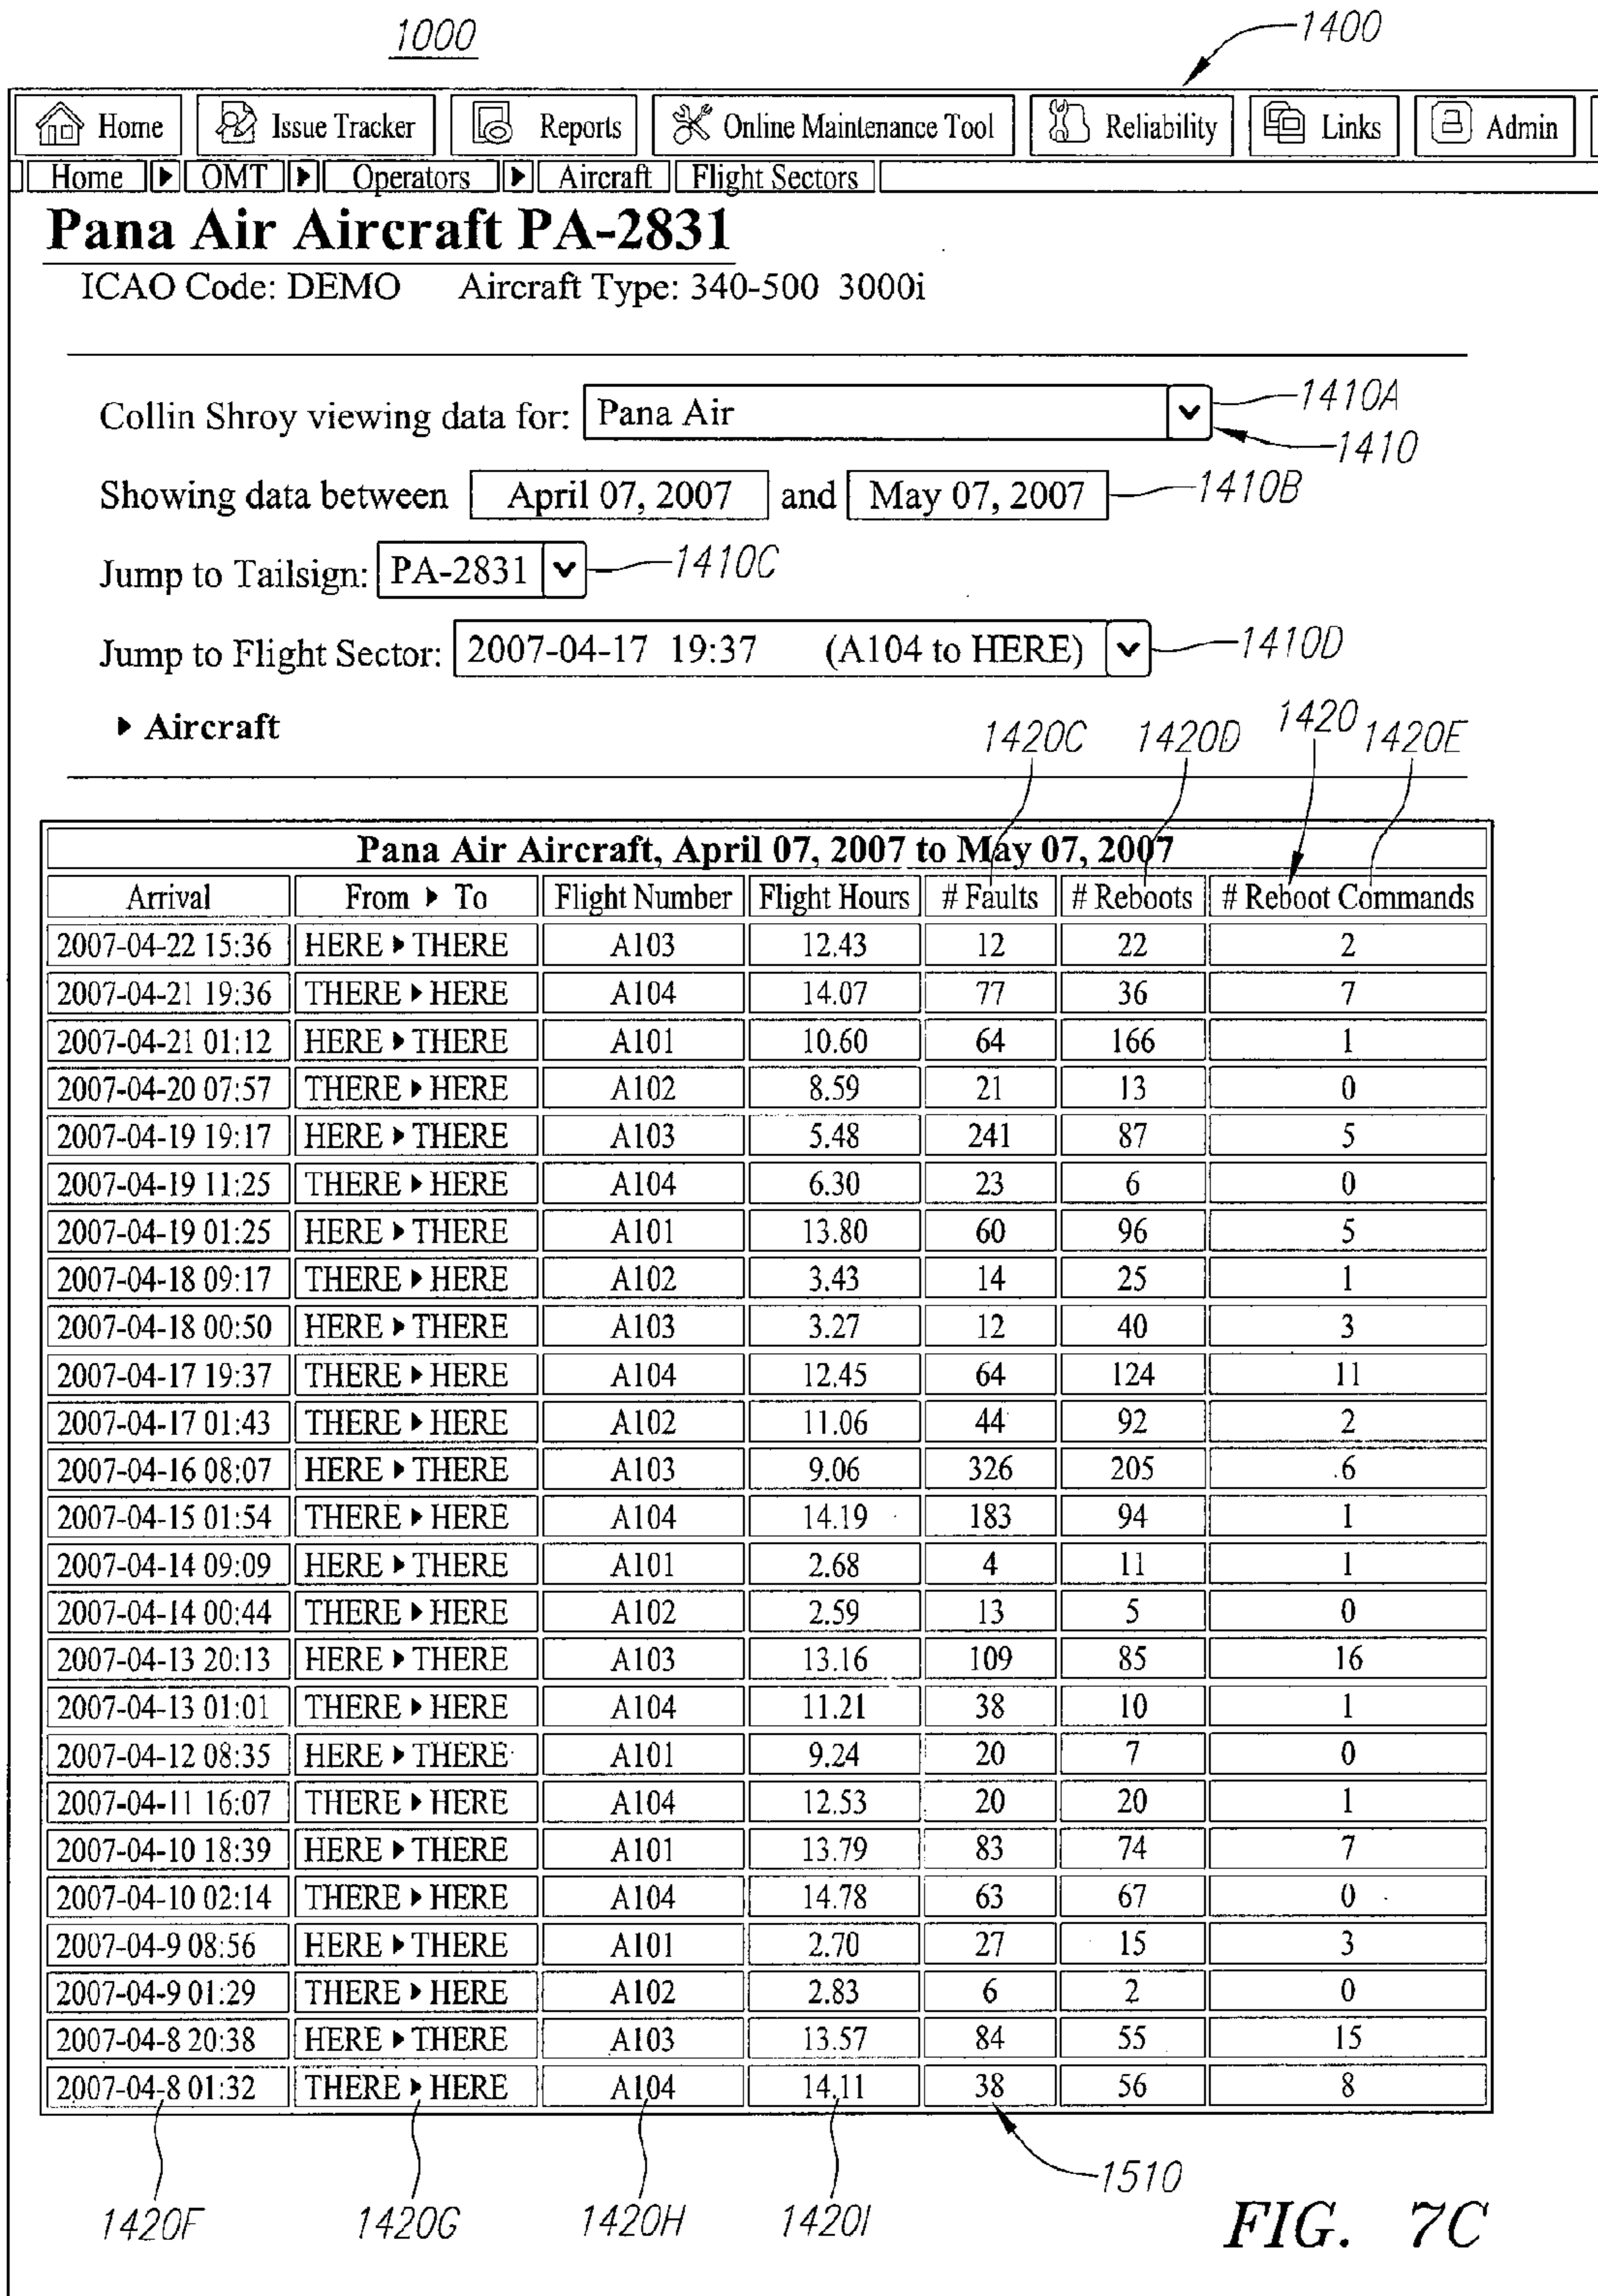 1000
1400
Home Issue Tracker Reports Online Maintenance Tool Reliability Links Admin
Home OMT Operators Aircraft Flight Sectors
Pana Air Aircraft PA-2831
ICAO Code: DEMO Aircraft Type: 340-500 3000i
Collin Shroy viewing data for: Pana Air 1410A
1410
Showing data between April 07, 2007 and May 07, 2007 1410B
Jump to Tailsign: PA-2831 1410C
Jump to Flight Sector: 2007-04-17 19:37 (A104 to HERE) 1410D
▶ Aircraft 1420C 1420D 1420 1420E
Pana Air Aircraft, April 07, 2007 to May 07, 2007
Arrival From ▶ To Flight Number Flight Hours # Faults # Reboots # Reboot Commands
2007-04-22 15:36 HERE ▶ THERE A103 12.43 12 22 2
2007-04-21 19:36 THERE ▶ HERE A104 14.07 77 36 7
2007-04-21 01:12 HERE ▶ THERE A101 10.60 64 166 1
2007-04-20 07:57 THERE ▶ HERE A102 8.59 21 13 0
2007-04-19 19:17 HERE ▶ THERE A103 5.48 241 87 5
2007-04-19 11:25 THERE ▶ HERE A104 6.30 23 6 0
2007-04-19 01:25 HERE ▶ THERE A101 13.80 60 96 5
2007-04-18 09:17 THERE ▶ HERE A102 3.43 14 25 1
2007-04-18 00:50 HERE ▶ THERE A103 3.27 12 40 3
2007-04-17 19:37 THERE ▶ HERE A104 12.45 64 124 11
2007-04-17 01:43 THERE ▶ HERE A102 11.06 44 92 2
2007-04-16 08:07 HERE ▶ THERE A103 9.06 326 205 6
2007-04-15 01:54 THERE ▶ HERE A104 14.19 183 94 1
2007-04-14 09:09 HERE ▶ THERE A101 2.68 4 11 1
2007-04-14 00:44 THERE ▶ HERE A102 2.59 13 5 0
2007-04-13 20:13 HERE ▶ THERE A103 13.16 109 85 16
2007-04-13 01:01 THERE ▶ HERE A104 11.21 38 10 1
2007-04-12 08:35 HERE ▶ THERE A101 9.24 20 7 0
2007-04-11 16:07 THERE ▶ HERE A104 12.53 20 20 1
2007-04-10 18:39 HERE ▶ THERE A101 13.79 83 74 7
2007-04-10 02:14 THERE ▶ HERE A104 14.78 63 67 0
2007-04-9 08:56 HERE ▶ THERE A101 2.70 27 15 3
2007-04-9 01:29 THERE ▶ HERE A102 2.83 6 2 0
2007-04-8 20:38 HERE ▶ THERE A103 13.57 84 55 15
2007-04-8 01:32 THERE ▶ HERE A104 14.11 38 56 8
1510
1420F 1420G 1420H 1420I
FIG. 7C